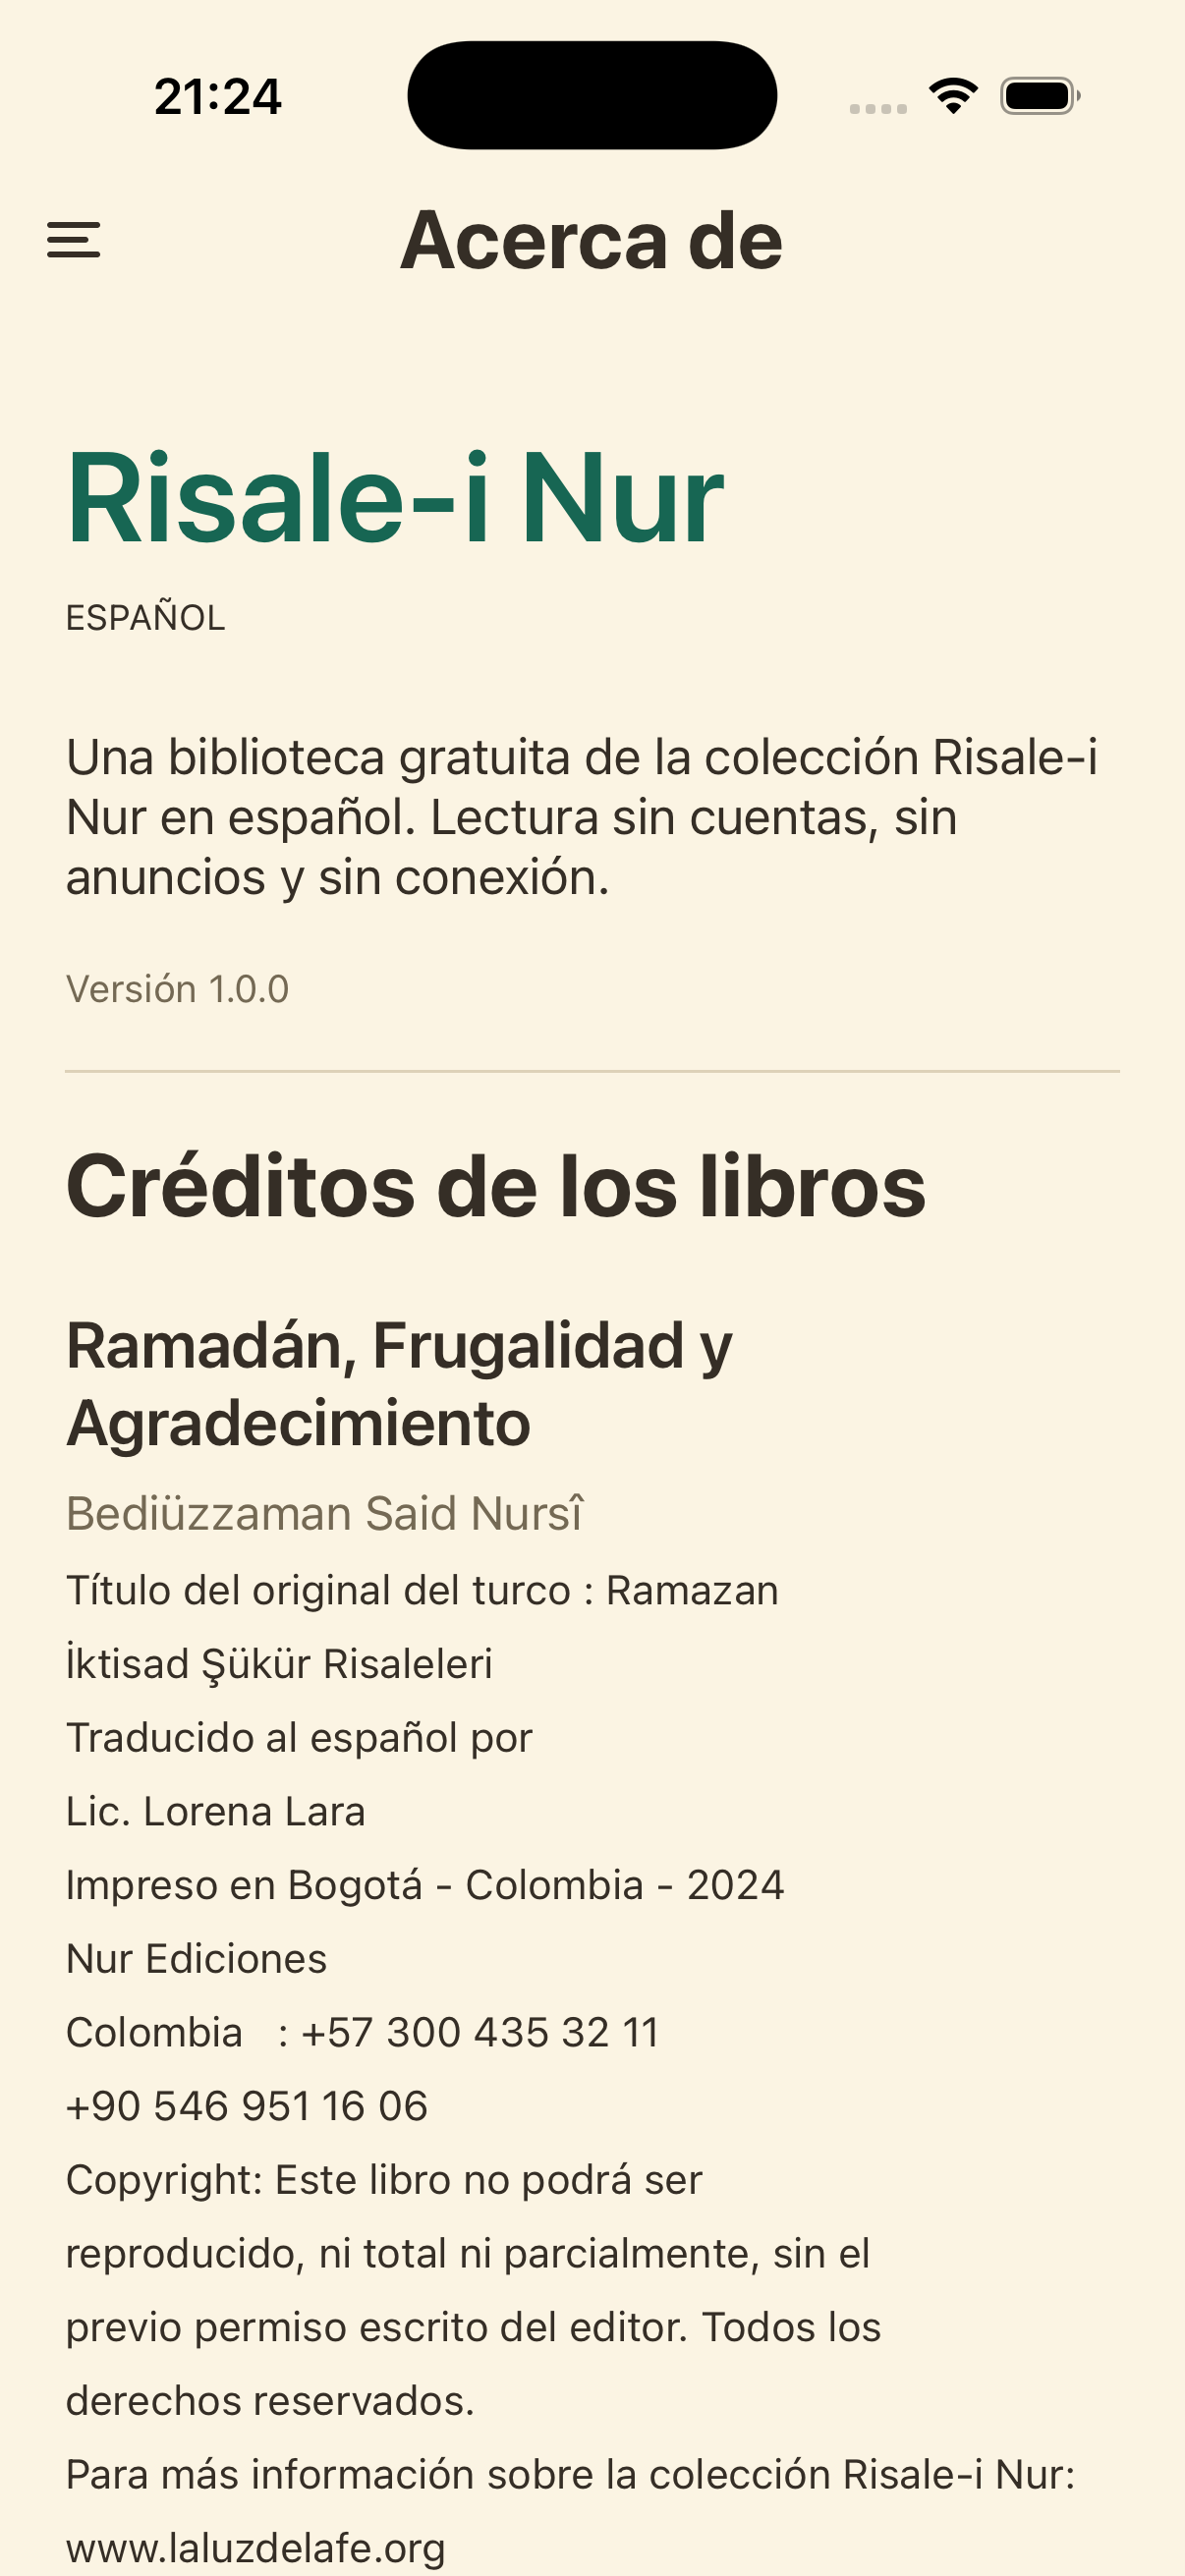 21:24
Acerca de
Risale-i Nur
ESPAÑOL
Una biblioteca gratuita de la colección Risale-i
Nur en español. Lectura sin cuentas, sin
anuncios y sin conexión.
Versión 1.0.0
Créditos de los libros
Ramadán, Frugalidad y
Agradecimiento
Bediüzzaman Said Nursî
Título del original del turco : Ramazan
İktisad Şükür Risaleleri
Traducido al español por
Lic. Lorena Lara
Impreso en Bogotá - Colombia - 2024
Nur Ediciones
Colombia   : +57 300 435 32 11
+90 546 951 16 06
Copyright: Este libro no podrá ser
reproducido, ni total ni parcialmente, sin el
previo permiso escrito del editor. Todos los
derechos reservados.
Para más información sobre la colección Risale-i Nur:
www.laluzdelafe.org